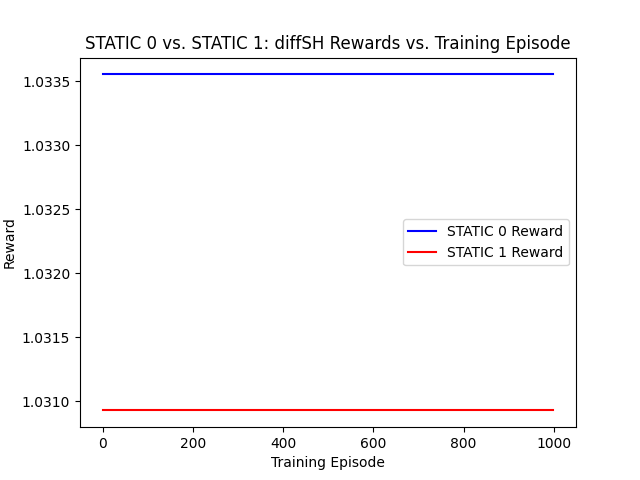 STATIC 0 vs. STATIC 1: diffSH Rewards vs. Training Episode
1.0335
1.0330
1.0325
1.0320
1.0315
1.0310
Reward
STATIC 0 Reward
STATIC 1 Reward
0 200 400 600 800 1000
Training Episode